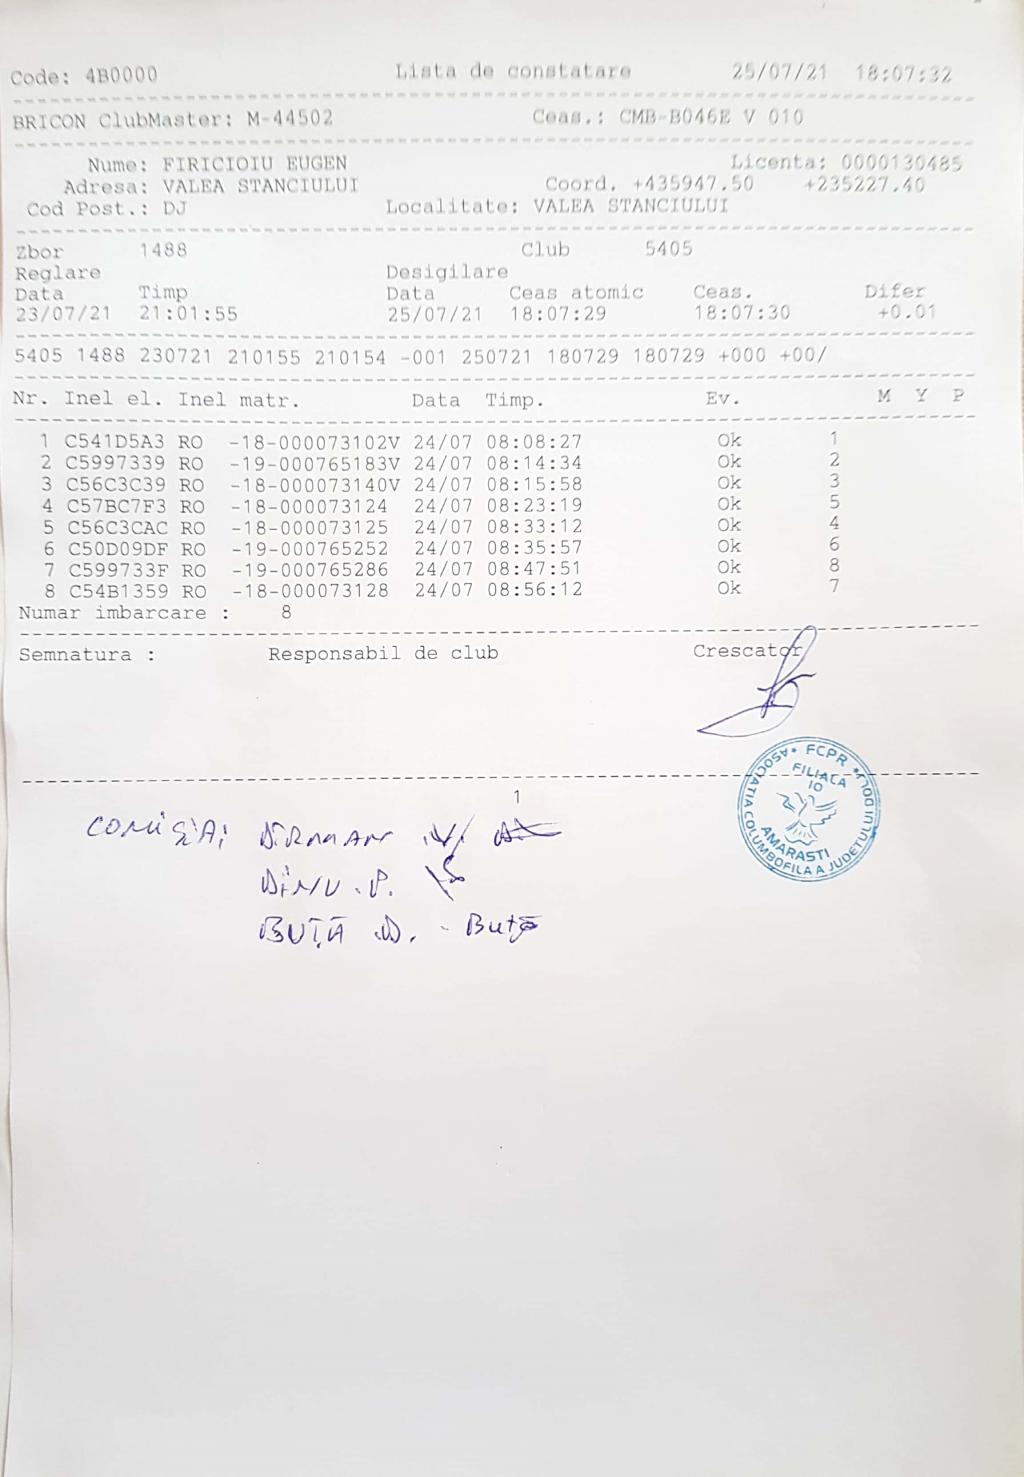 Code: 4B0000 Lista de constatare 25/07/21 18:07:32
BRICON ClubMaster: M-44502 Ceas.: CMB-B046E V 010
Nume: FIRICIOIU EUGEN Licenta: 0000130485
Adresa: VALEA STANCIULUI Coord. +435947.50 +235227.40
Cod Post.: DJ Localitate: VALEA STANCIULUI
Zbor 1488 Club 5405
Reglare Desigilare
Data Timp Data Ceas atomic Ceas. Difer
23/07/21 21:01:55 25/07/21 18:07:29 18:07:30 +0.01
5405 1488 230721 210155 210154 -001 250721 180729 180729 +000 +00/
Nr. Inel el. Inel matr. Data Timp. Ev. M Y P
1 C541D5A3 RO -18-000073102V 24/07 08:08:27 Ok 1
2 C5997339 RO -19-000765183V 24/07 08:14:34 Ok 2
3 C56C3C39 RO -18-000073140V 24/07 08:15:58 Ok 3
4 C57BC7F3 RO -18-000073124 24/07 08:23:19 Ok 5
5 C56C3CAC RO -18-000073125 24/07 08:33:12 Ok 4
6 C50D09DF RO -19-000765252 24/07 08:35:57 Ok 6
7 C599733F RO -19-000765286 24/07 08:47:51 Ok 8
8 C54B1359 RO -18-000073128 24/07 08:56:12 Ok 7
Numar imbarcare : 8
Semnatura : Responsabil de club Crescator
FCPR
ASOCIATIA COLUMBOFILA A JUDETULUI DOLJ
FILIALA
10
AMARASTI
1
DINU .P.
BUȚĂ D. - Buță